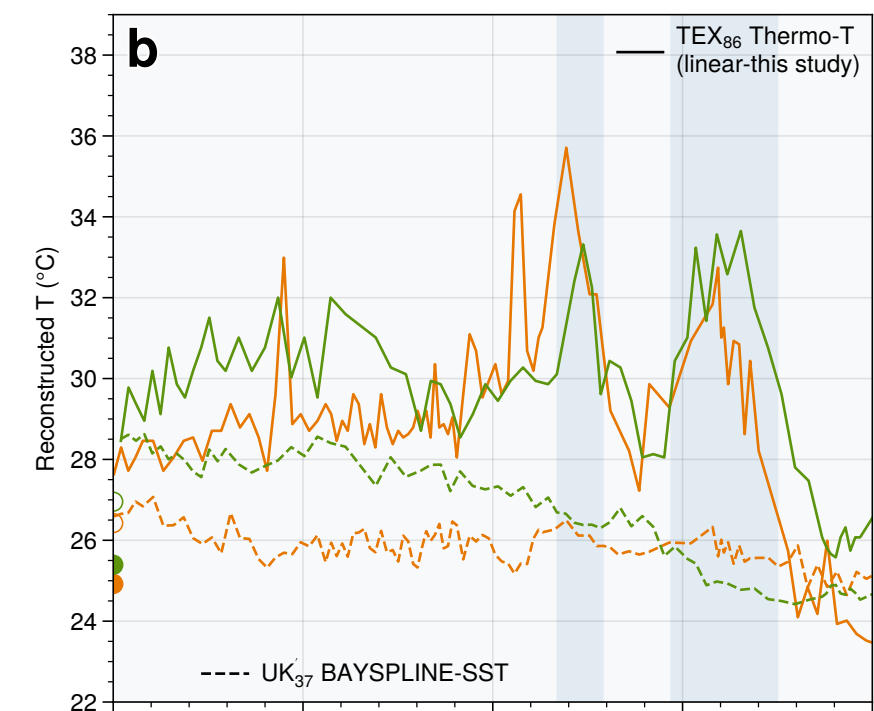 b
TEX86 Thermo-T
(linear-this study)
38
36
34
32
30
28
26
24
22
Reconstructed T (°C)
UK′37 BAYSPLINE-SST